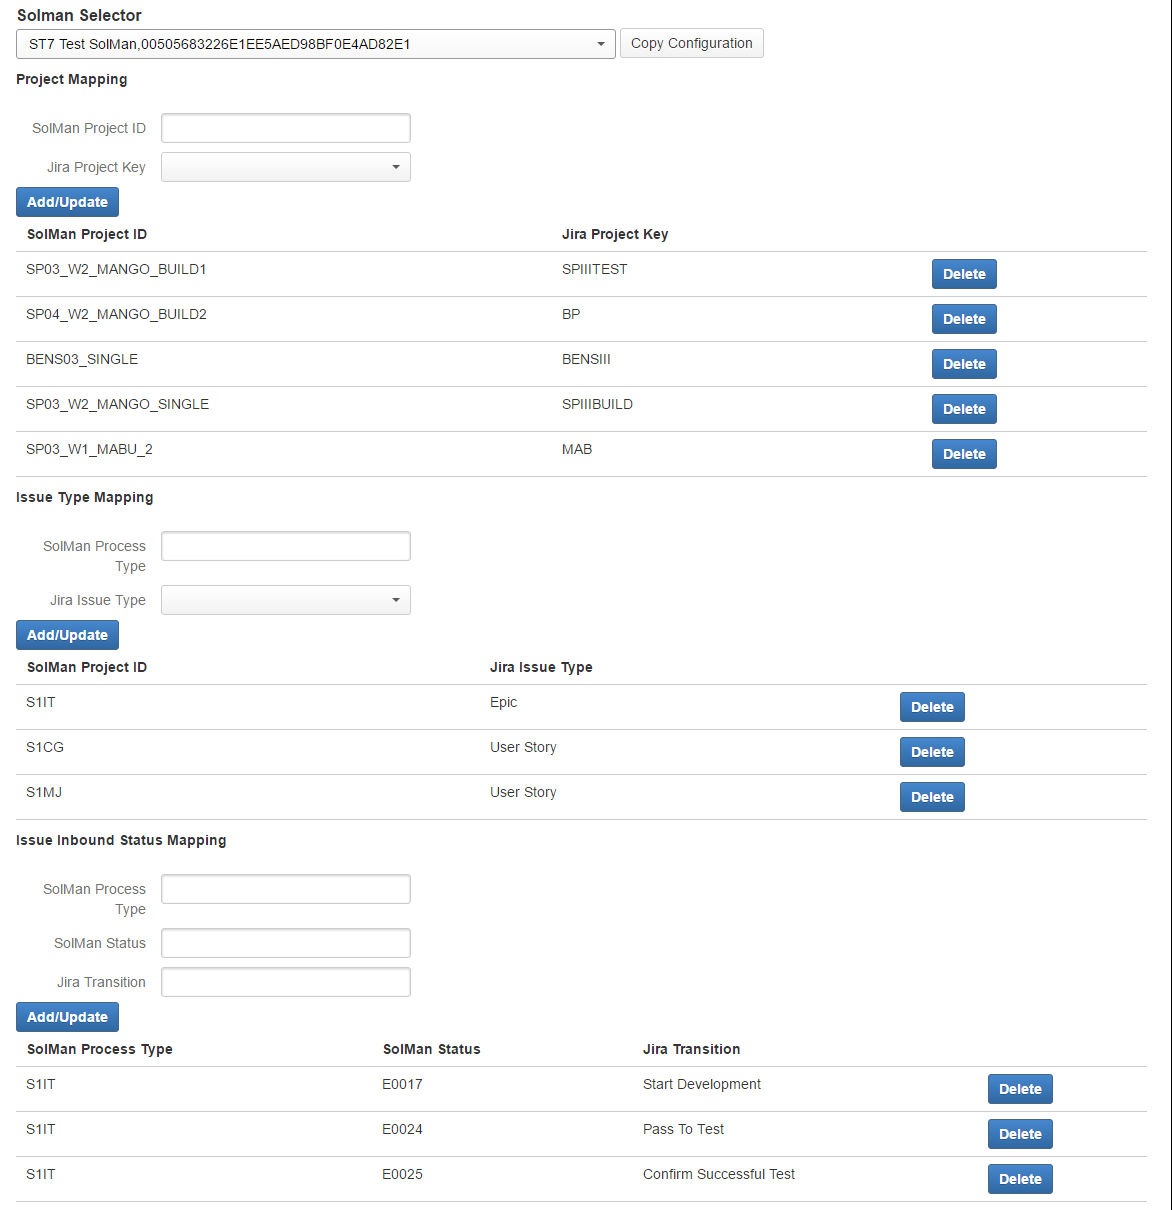 Solman Selector
ST7 Test SolMan,00505683226E1EE5AED98BF0E4AD82E1 Copy Configuration
Project Mapping
SolMan Project ID
Jira Project Key
Add/Update
SolMan Project ID Jira Project Key
SP03_W2_MANGO_BUILD1 SPIIITEST Delete
SP04_W2_MANGO_BUILD2 BP Delete
BENS03_SINGLE BENSIII Delete
SP03_W2_MANGO_SINGLE SPIIIBUILD Delete
SP03_W1_MABU_2 MAB Delete
Issue Type Mapping
SolMan Process
Type
Jira Issue Type
Add/Update
SolMan Project ID Jira Issue Type
S1IT Epic Delete
S1CG User Story Delete
S1MJ User Story Delete
Issue Inbound Status Mapping
SolMan Process
Type
SolMan Status
Jira Transition
Add/Update
SolMan Process Type SolMan Status Jira Transition
S1IT E0017 Start Development Delete
S1IT E0024 Pass To Test Delete
S1IT E0025 Confirm Successful Test Delete